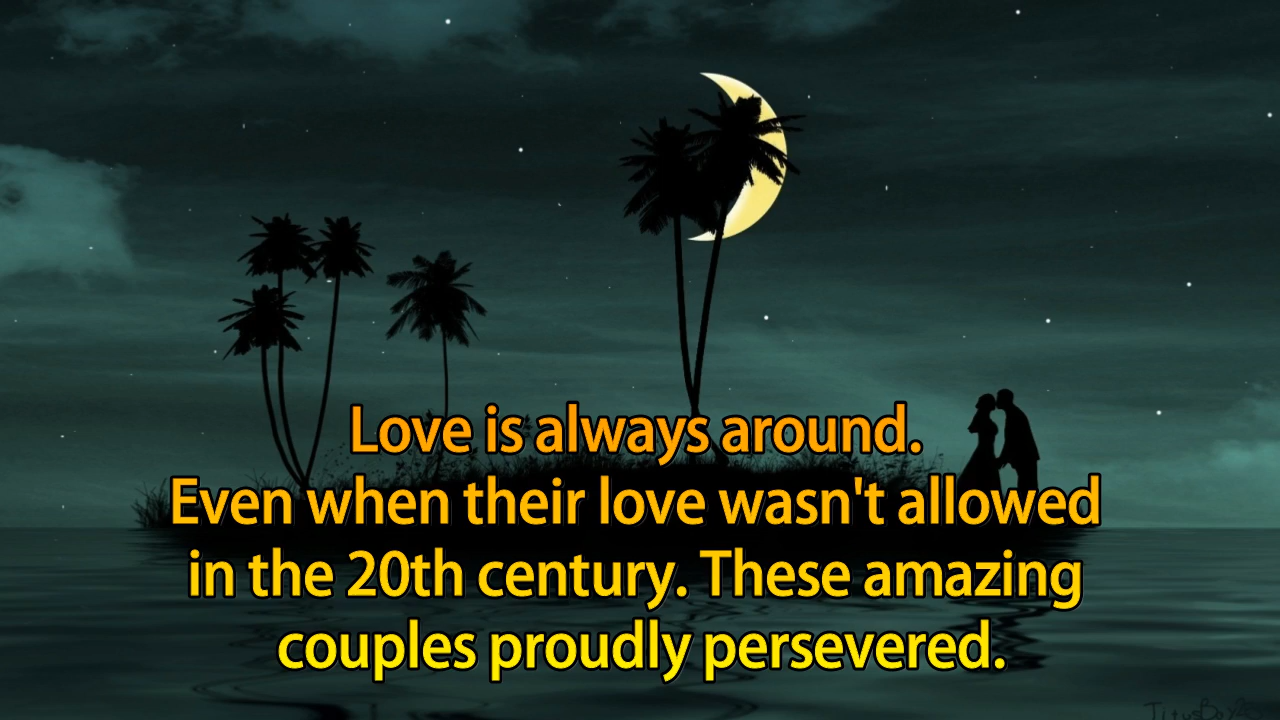 Love is always around.
Even when their love wasn't allowed
in the 20th century. These amazing
couples proudly persevered.